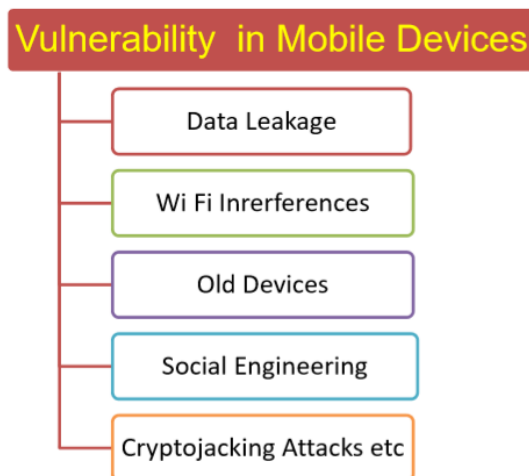 Vulnerability in Mobile Devices
Data Leakage
Wi Fi Inrerferences
Old Devices
Social Engineering
Cryptojacking Attacks etc